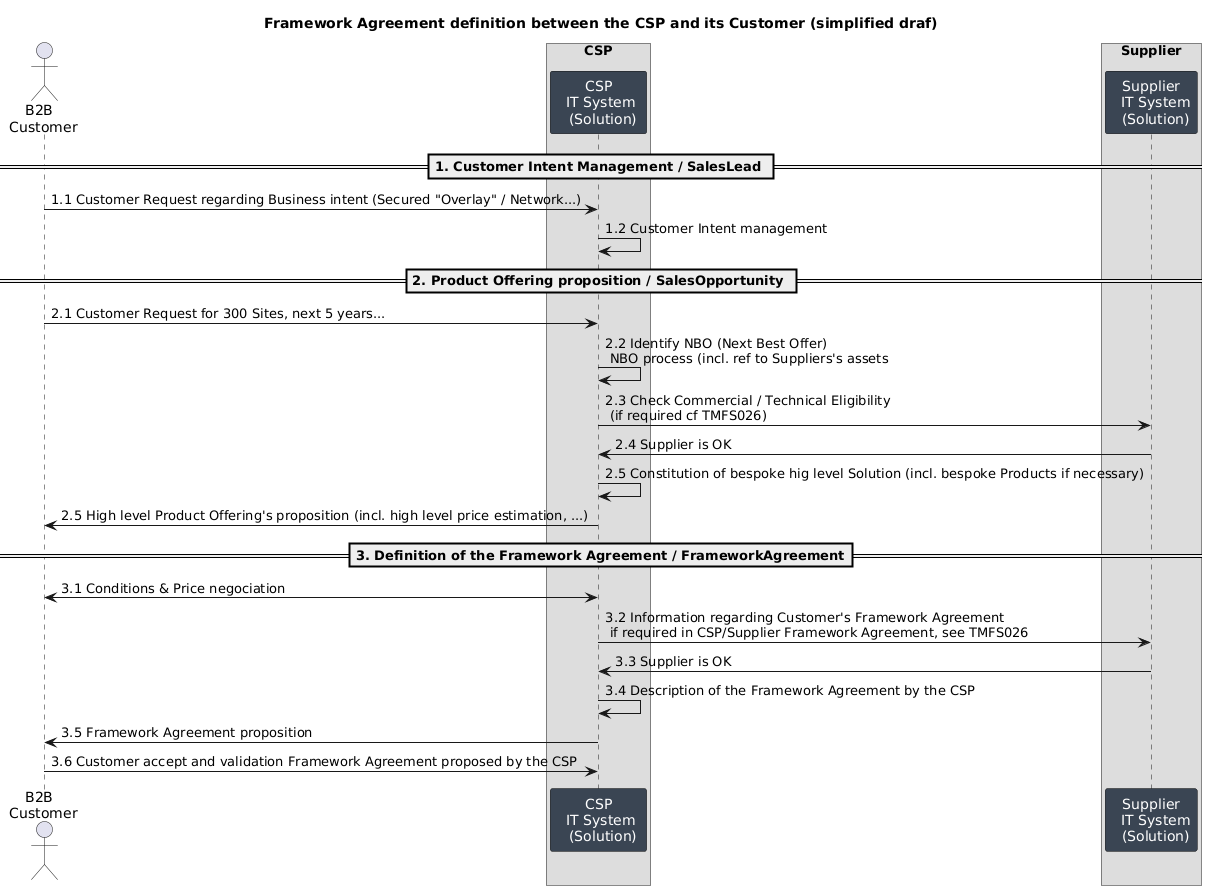 Framework Agreement definition between the CSP and its Customer (simplified draf)
CSP
Supplier
B2B
Customer
CSP
IT System
(Solution)
Supplier
IT System
(Solution)
1. Customer Intent Management / SalesLead
1.1 Customer Request regarding Business intent (Secured "Overlay" / Network...)
1.2 Customer Intent management
2. Product Offering proposition / SalesOpportunity
2.1 Customer Request for 300 Sites, next 5 years...
2.2 Identify NBO (Next Best Offer)
NBO process (incl. ref to Suppliers's assets
2.3 Check Commercial / Technical Eligibility
(if required cf TMFS026)
2.4 Supplier is OK
2.5 Constitution of bespoke hig level Solution (incl. bespoke Products if necessary)
2.5 High level Product Offering's proposition (incl. high level price estimation, ...)
3. Definition of the Framework Agreement / FrameworkAgreement
3.1 Conditions & Price negociation
3.2 Information regarding Customer's Framework Agreement
if required in CSP/Supplier Framework Agreement, see TMFS026
3.3 Supplier is OK
3.4 Description of the Framework Agreement by the CSP
3.5 Framework Agreement proposition
3.6 Customer accept and validation Framework Agreement proposed by the CSP
B2B
Customer
CSP
IT System
(Solution)
Supplier
IT System
(Solution)